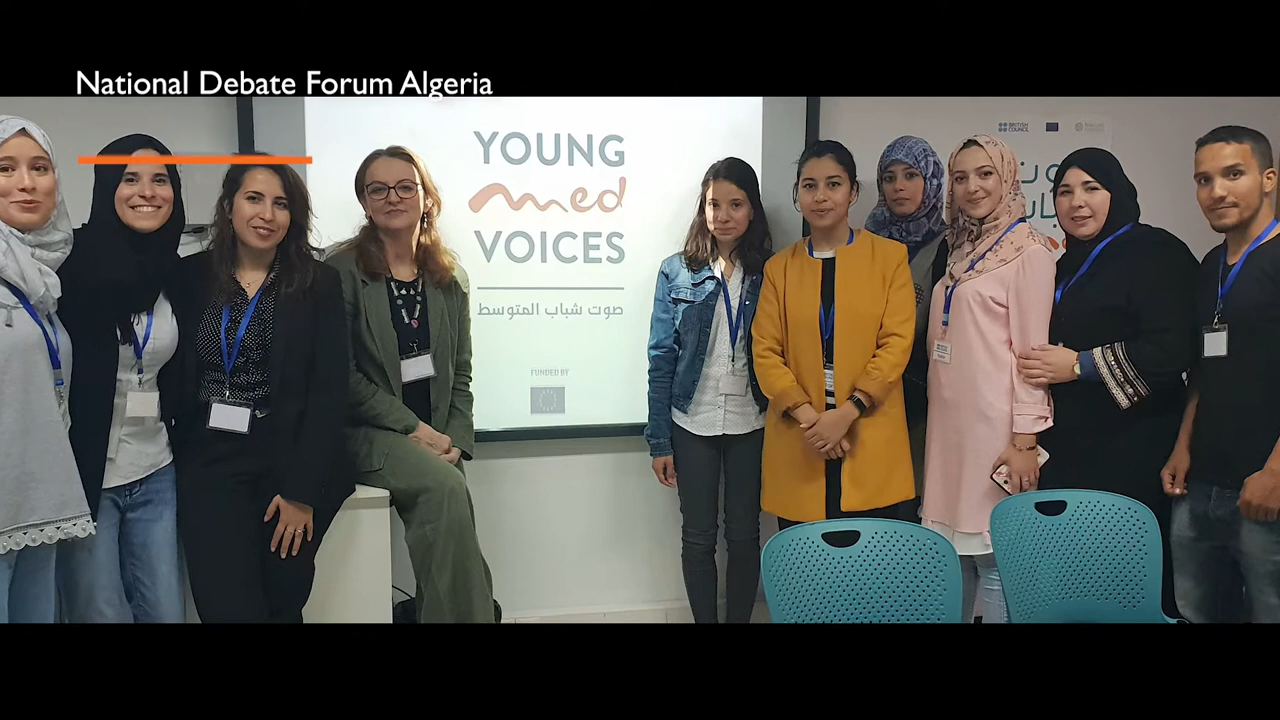 National Debate Forum Algeria
YOUNG
med
VOICES
صوت شباب المتوسط
FUNDED BY
BRITISH
COUNCIL